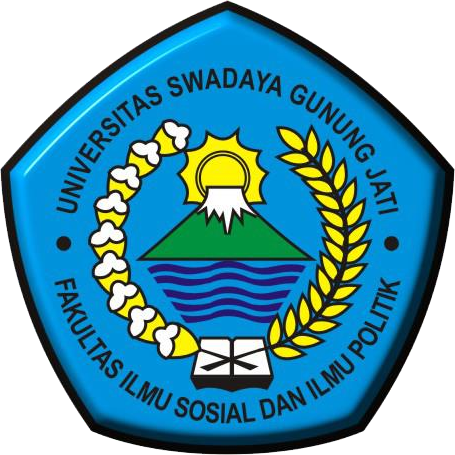 UNIVERSITAS SWADAYA GUNUNG JATI
FAKULTAS ILMU SOSIAL DAN ILMU POLITIK